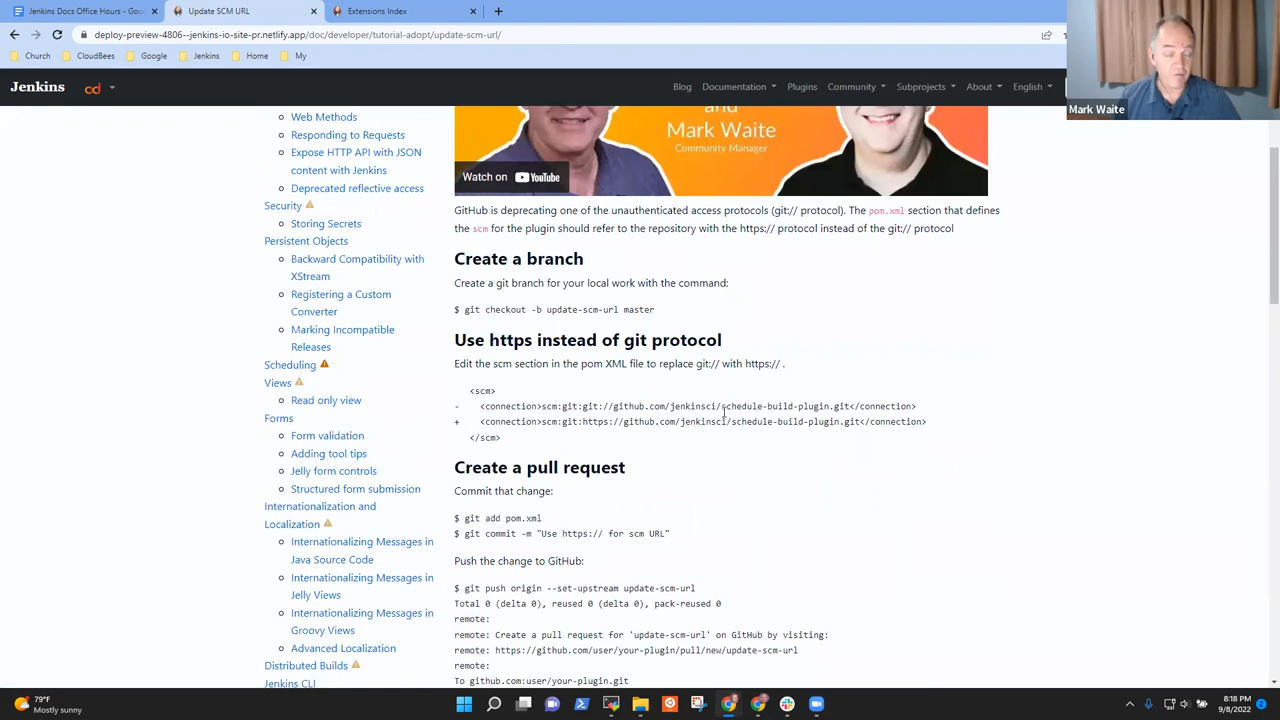 Jenkins Docs Office Hours - Goo
Update SCM URL
Extensions Index
deploy-preview-4806--jenkins-io-site-pr.netlify.app/doc/developer/tutorial-adopt/update-scm-url/
Church
CloudBees
Google
Jenkins
Home
My
Jenkins
cd
Blog
Documentation
Plugins
Community
Subprojects
About
English
Mark Waite
Web Methods
Responding to Requests
Expose HTTP API with JSON
content with Jenkins
Deprecated reflective access
Security
Storing Secrets
Persistent Objects
Backward Compatibility with
XStream
Registering a Custom
Converter
Marking Incompatible
Releases
Scheduling
Views
Read only view
Forms
Form validation
Adding tool tips
Jelly form controls
Structured form submission
Internationalization and
Localization
Internationalizing Messages in
Java Source Code
Internationalizing Messages in
Jelly Views
Internationalizing Messages in
Groovy Views
Advanced Localization
Distributed Builds
Jenkins CLI
and
Mark Waite
Community Manager
Watch on YouTube
GitHub is deprecating one of the unauthenticated access protocols (git:// protocol). The pom.xml section that defines
the scm for the plugin should refer to the repository with the https:// protocol instead of the git:// protocol
Create a branch
Create a git branch for your local work with the command:
$ git checkout -b update-scm-url master
Use https instead of git protocol
Edit the scm section in the pom XML file to replace git:// with https:// .
<scm>
- <connection>scm:git:git://github.com/jenkinsci/schedule-build-plugin.git</connection>
+ <connection>scm:git:https://github.com/jenkinsci/schedule-build-plugin.git</connection>
</scm>
Create a pull request
Commit that change:
$ git add pom.xml
$ git commit -m "Use https:// for scm URL"
Push the change to GitHub:
$ git push origin --set-upstream update-scm-url
Total 0 (delta 0), reused 0 (delta 0), pack-reused 0
remote:
remote: Create a pull request for 'update-scm-url' on GitHub by visiting:
remote: https://github.com/user/your-plugin/pull/new/update-scm-url
remote:
To github.com:user/your-plugin.git
79°F
Mostly sunny
8:18 PM
9/8/2022
2